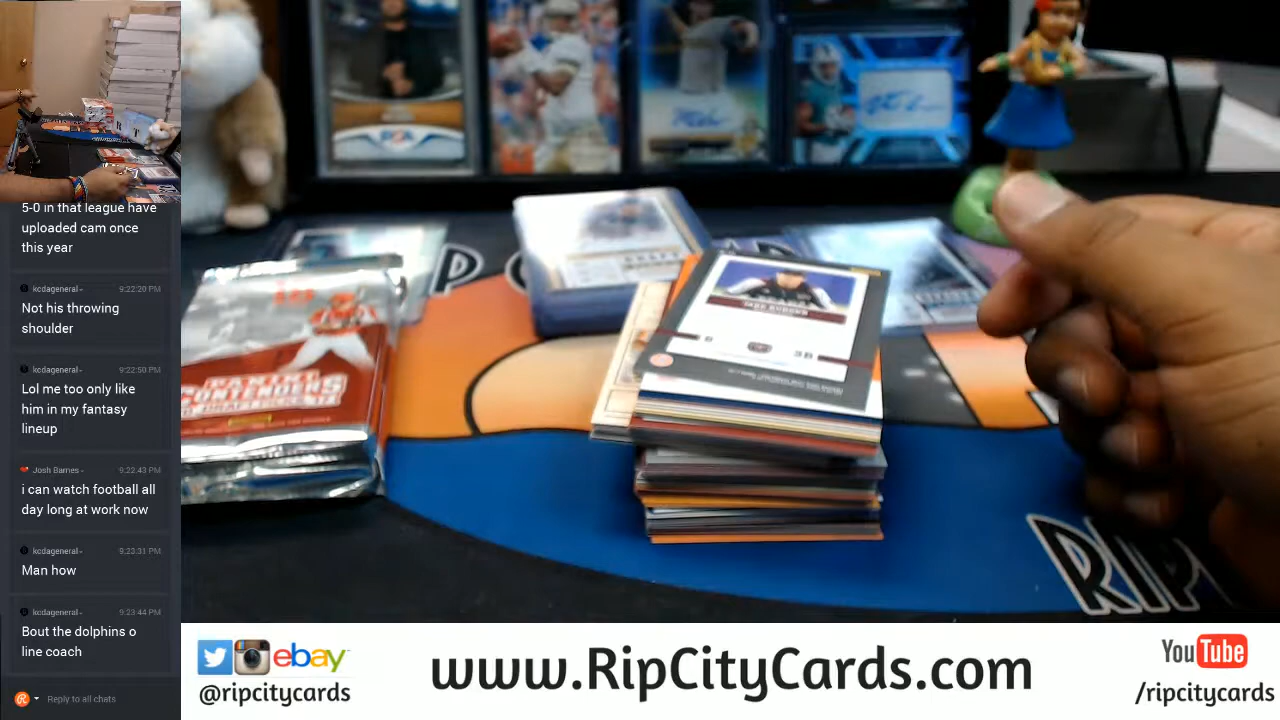 5-0 in that league have
uploaded cam once
this year
kcdageneral
9:22:20 PM
Not his throwing
shoulder
kcdageneral
9:22:50 PM
Lol me too only like
him in my fantasy
lineup
Josh Barnes
9:22:43 PM
i can watch football all
day long at work now
kcdageneral
9:23:31 PM
Man how
kcdageneral
9:23:44 PM
Bout the dolphins o
line coach
Reply to all chats
PANINI
CONTENDERS
P
RIP
ebay
@ripcitycards
www.RipCityCards.com
YouTube
/ripcitycards